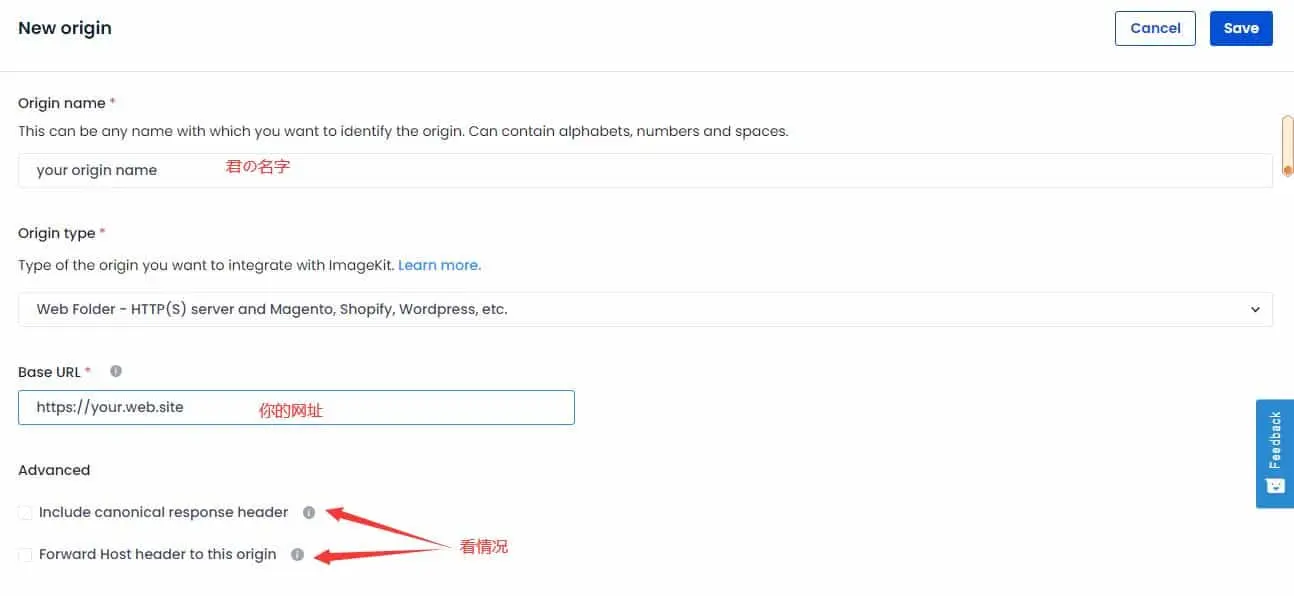 New origin
Cancel
Save
Origin name *
This can be any name with which you want to identify the origin. Can contain alphabets, numbers and spaces.
your origin name
君の名字
Origin type *
Type of the origin you want to integrate with ImageKit. Learn more.
Web Folder - HTTP(S) server and Magento, Shopify, Wordpress, etc.
Base URL *
https://your.web.site
你的网址
Feedback
Advanced
Include canonical response header
Forward Host header to this origin
看情况